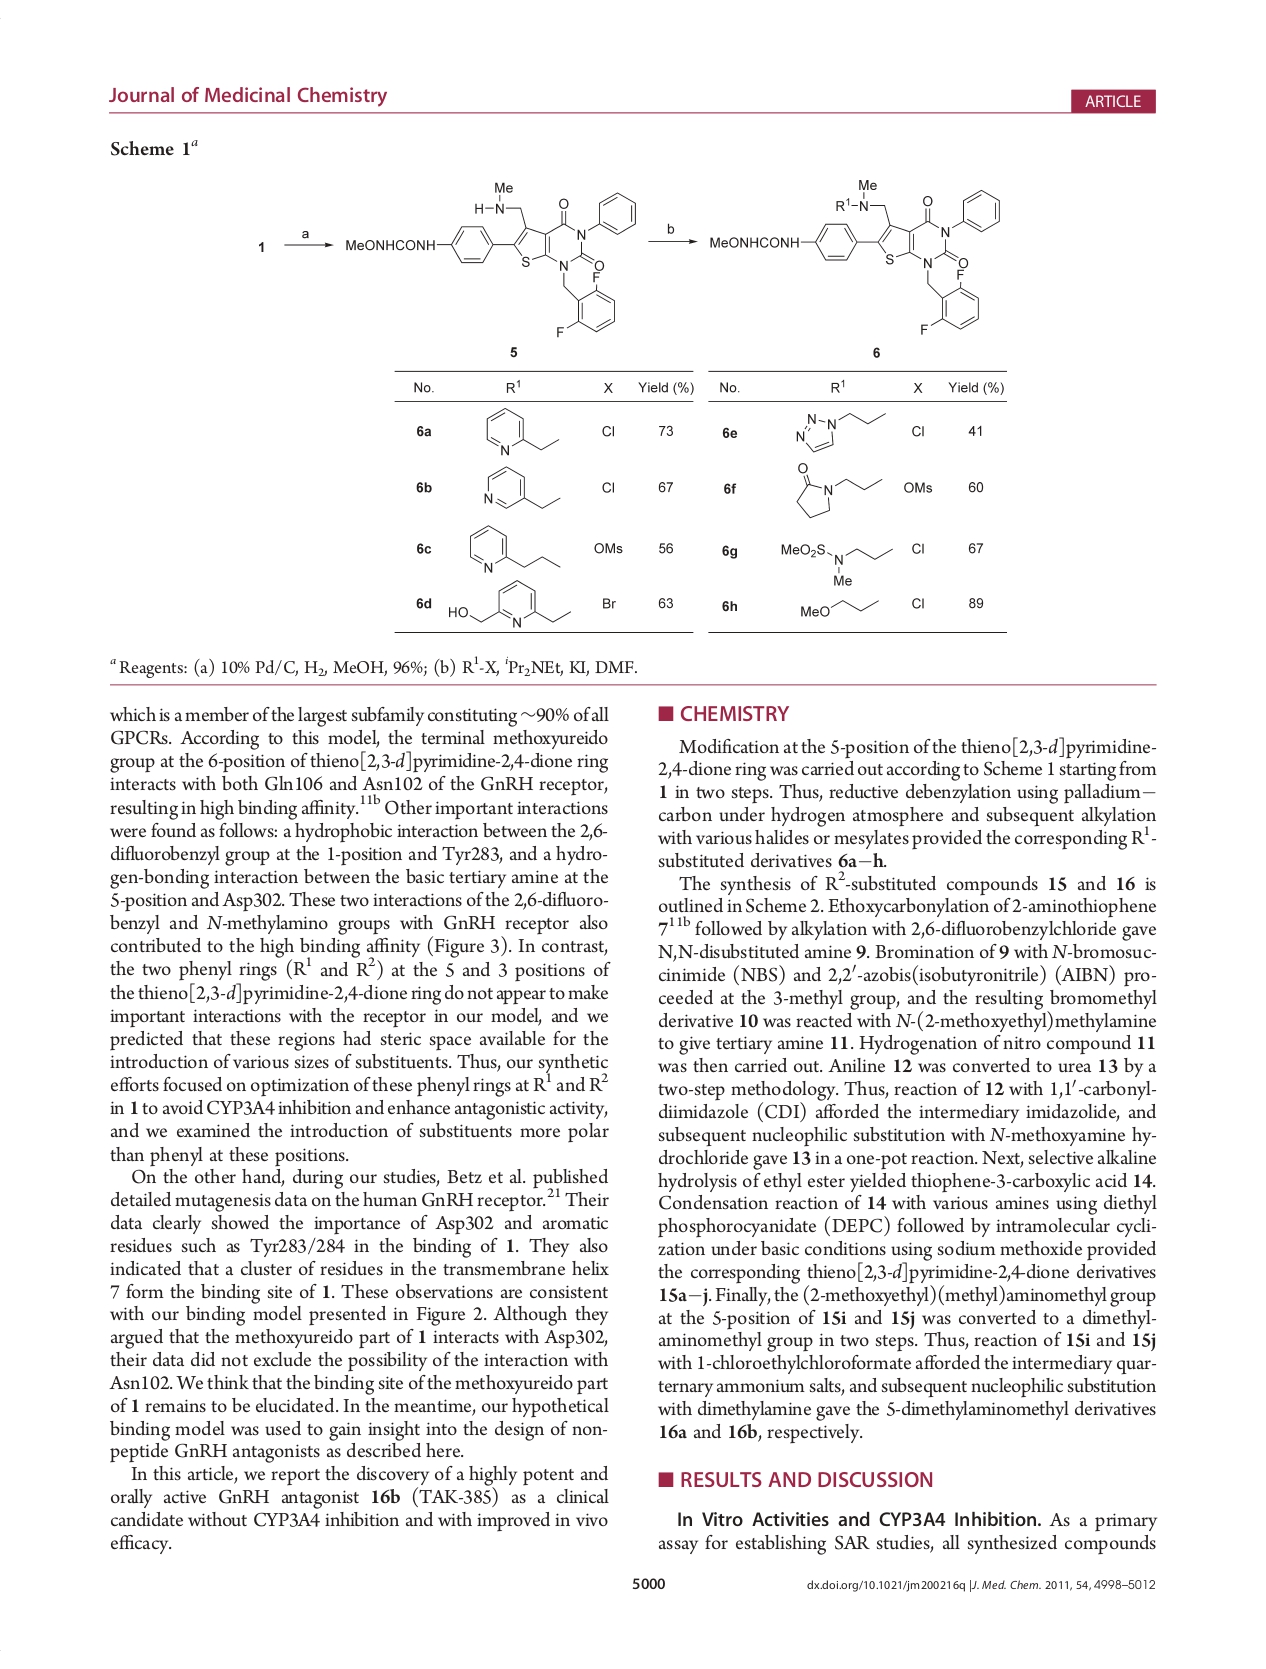 Journal of Medicinal Chemistry
ARTICLE
Scheme 1a
1
a
Me
H–N
O
N
MeONHCONH
S
N
O
F
F
5
b
Me
R1–N
O
N
MeONHCONH
S
N
O
F
F
6
No. R1 X Yield (%) No. R1 X Yield (%)
6a N Cl 73 6e N N N Cl 41
6b N Cl 67 6f O N OMs 60
6c N OMs 56 6g MeO2S N Me Cl 67
6d HO N Br 63 6h MeO Cl 89
a Reagents: (a) 10% Pd/C, H2, MeOH, 96%; (b) R1-X, iPr2NEt, KI, DMF.
which is a member of the largest subfamily constituting ∼90% of all
GPCRs. According to this model, the terminal methoxyureido
group at the 6-position of thieno[2,3-d]pyrimidine-2,4-dione ring
interacts with both Gln106 and Asn102 of the GnRH receptor,
resulting in high binding affinity.11b Other important interactions
were found as follows: a hydrophobic interaction between the 2,6-
difluorobenzyl group at the 1-position and Tyr283, and a hydro-
gen-bonding interaction between the basic tertiary amine at the
5-position and Asp302. These two interactions of the 2,6-difluoro-
benzyl and N-methylamino groups with GnRH receptor also
contributed to the high binding affinity (Figure 3). In contrast,
the two phenyl rings (R1 and R2) at the 5 and 3 positions of
the thieno[2,3-d]pyrimidine-2,4-dione ring do not appear to make
important interactions with the receptor in our model, and we
predicted that these regions had steric space available for the
introduction of various sizes of substituents. Thus, our synthetic
efforts focused on optimization of these phenyl rings at R1 and R2
in 1 to avoid CYP3A4 inhibition and enhance antagonistic activity,
and we examined the introduction of substituents more polar
than phenyl at these positions.
On the other hand, during our studies, Betz et al. published
detailed mutagenesis data on the human GnRH receptor.21 Their
data clearly showed the importance of Asp302 and aromatic
residues such as Tyr283/284 in the binding of 1. They also
indicated that a cluster of residues in the transmembrane helix
7 form the binding site of 1. These observations are consistent
with our binding model presented in Figure 2. Although they
argued that the methoxyureido part of 1 interacts with Asp302,
their data did not exclude the possibility of the interaction with
Asn102. We think that the binding site of the methoxyureido part
of 1 remains to be elucidated. In the meantime, our hypothetical
binding model was used to gain insight into the design of non-
peptide GnRH antagonists as described here.
In this article, we report the discovery of a highly potent and
orally active GnRH antagonist 16b (TAK-385) as a clinical
candidate without CYP3A4 inhibition and with improved in vivo
efficacy.
■ CHEMISTRY
Modification at the 5-position of the thieno[2,3-d]pyrimidine-
2,4-dione ring was carried out according to Scheme 1 starting from
1 in two steps. Thus, reductive debenzylation using palladium−
carbon under hydrogen atmosphere and subsequent alkylation
with various halides or mesylates provided the corresponding R1-
substituted derivatives 6a−h.
The synthesis of R2-substituted compounds 15 and 16 is
outlined in Scheme 2. Ethoxycarbonylation of 2-aminothiophene
711b followed by alkylation with 2,6-difluorobenzylchloride gave
N,N-disubstituted amine 9. Bromination of 9 with N-bromosuc-
cinimide (NBS) and 2,2′-azobis(isobutyronitrile) (AIBN) pro-
ceeded at the 3-methyl group, and the resulting bromomethyl
derivative 10 was reacted with N-(2-methoxyethyl)methylamine
to give tertiary amine 11. Hydrogenation of nitro compound 11
was then carried out. Aniline 12 was converted to urea 13 by a
two-step methodology. Thus, reaction of 12 with 1,1′-carbonyl-
diimidazole (CDI) afforded the intermediary imidazolide, and
subsequent nucleophilic substitution with N-methoxyamine hy-
drochloride gave 13 in a one-pot reaction. Next, selective alkaline
hydrolysis of ethyl ester yielded thiophene-3-carboxylic acid 14.
Condensation reaction of 14 with various amines using diethyl
phosphorocyanidate (DEPC) followed by intramolecular cycli-
zation under basic conditions using sodium methoxide provided
the corresponding thieno[2,3-d]pyrimidine-2,4-dione derivatives
15a−j. Finally, the (2-methoxyethyl)(methyl)aminomethyl group
at the 5-position of 15i and 15j was converted to a dimethyl-
aminomethyl group in two steps. Thus, reaction of 15i and 15j
with 1-chloroethylchloroformate afforded the intermediary quar-
ternary ammonium salts, and subsequent nucleophilic substitution
with dimethylamine gave the 5-dimethylaminomethyl derivatives
16a and 16b, respectively.
■ RESULTS AND DISCUSSION
In Vitro Activities and CYP3A4 Inhibition. As a primary
assay for establishing SAR studies, all synthesized compounds
5000
dx.doi.org/10.1021/jm200216q |J. Med. Chem. 2011, 54, 4998–5012